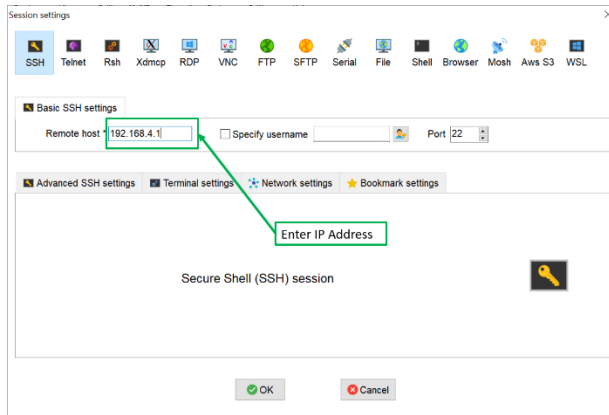 Session settings
SSH Telnet Rsh Xdmcp RDP VNC FTP SFTP Serial File Shell Browser Mosh Aws S3 WSL
Basic SSH settings
Remote host * 192.168.4.1 Specify username Port 22
Advanced SSH settings Terminal settings Network settings Bookmark settings
Enter IP Address
Secure Shell (SSH) session
OK Cancel